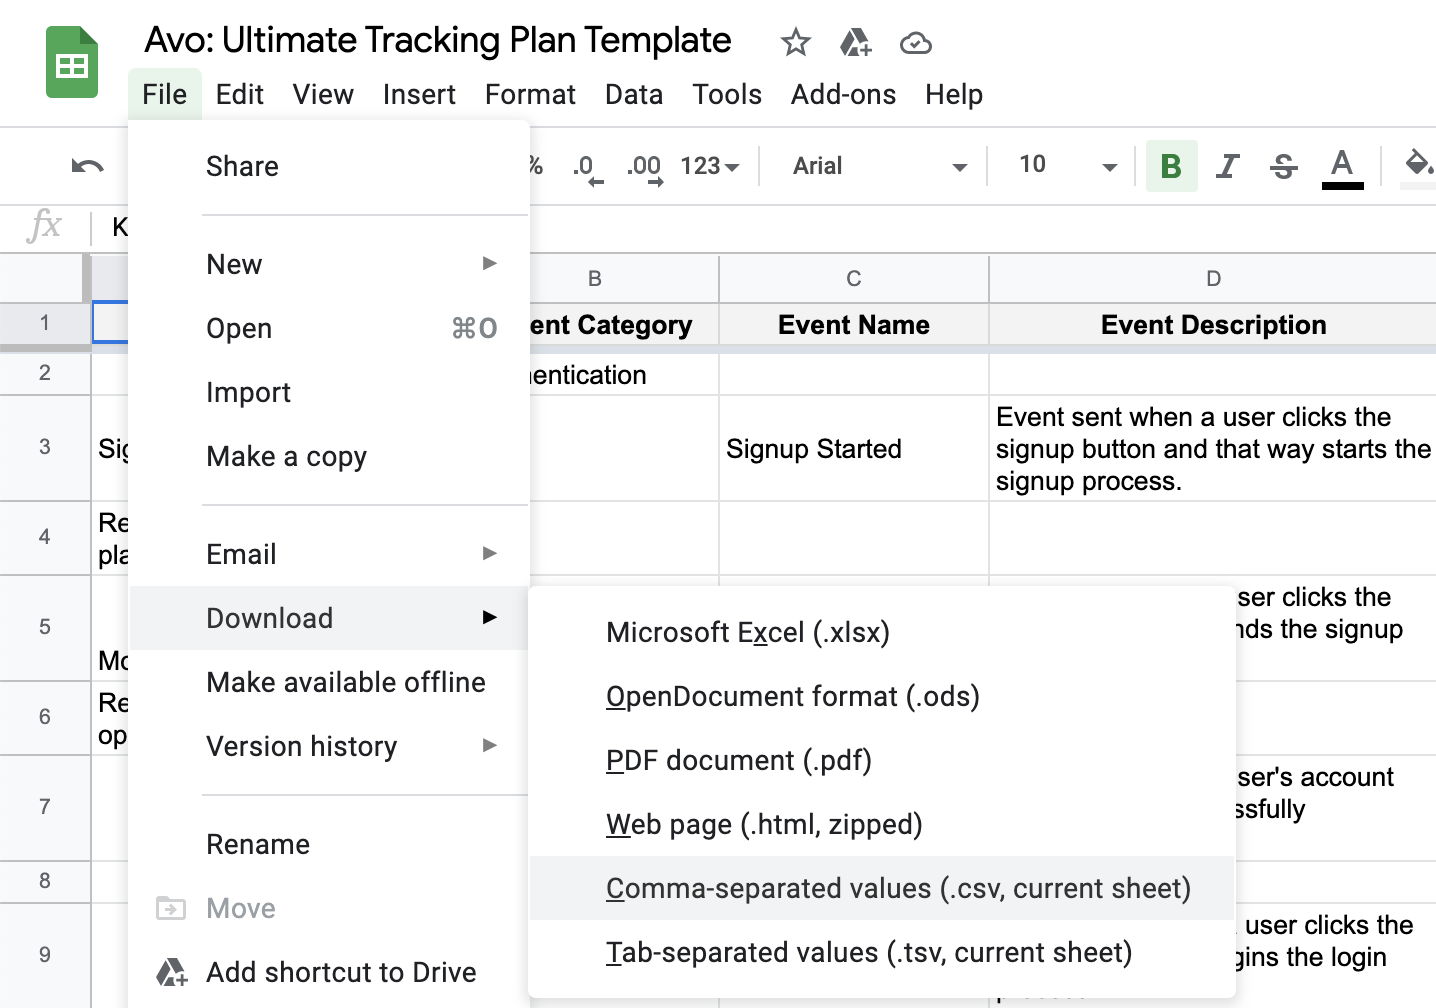 Avo: Ultimate Tracking Plan Template
File Edit View Insert Format Data Tools Add-ons Help
% .0 .00 123 Arial 10 B I S A
fx K
B C D
1 ent Category Event Name Event Description
2 entication
3 Sig Signup Started Event sent when a user clicks the
signup button and that way starts the
signup process.
4 Re
pla
5 Mo ser clicks the
nds the signup
6 Re
op
7 ser's account
ssfully
8
9 user clicks the
gins the login
Share
New
Open ⌘O
Import
Make a copy
Email
Download
Make available offline
Version history
Rename
Move
Add shortcut to Drive
Microsoft Excel (.xlsx)
OpenDocument format (.ods)
PDF document (.pdf)
Web page (.html, zipped)
Comma-separated values (.csv, current sheet)
Tab-separated values (.tsv, current sheet)